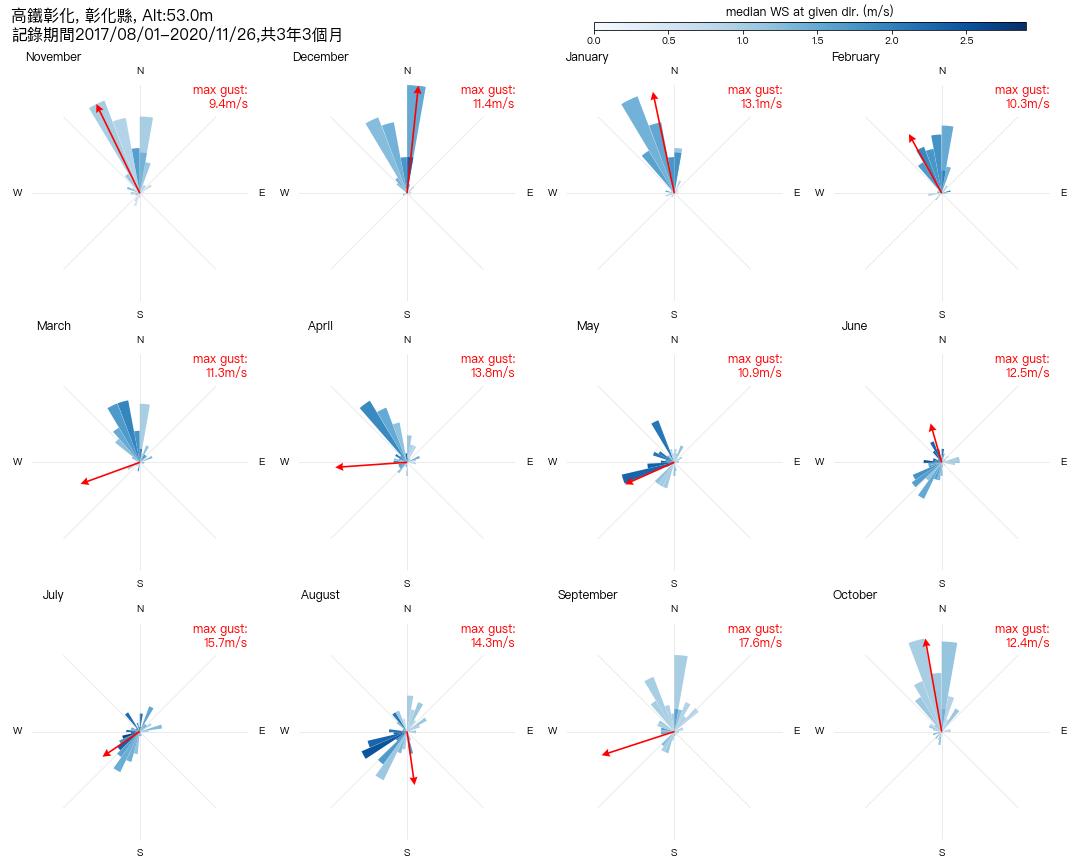 高鐵彰化, 彰化縣, Alt:53.0m
記錄期間2017/08/01–2020/11/26,共3年3個月
median WS at given dir. (m/s)
0.0 0.5 1.0 1.5 2.0 2.5
November
N
max gust:
9.4m/s
W E
S
December
N
max gust:
11.4m/s
W E
S
January
N
max gust:
13.1m/s
W E
S
February
N
max gust:
10.3m/s
W E
S
March
N
max gust:
11.3m/s
W E
S
April
N
max gust:
13.8m/s
W E
S
May
N
max gust:
10.9m/s
W E
S
June
N
max gust:
12.5m/s
W E
S
July
N
max gust:
15.7m/s
W E
S
August
N
max gust:
14.3m/s
W E
S
September
N
max gust:
17.6m/s
W E
S
October
N
max gust:
12.4m/s
W E
S